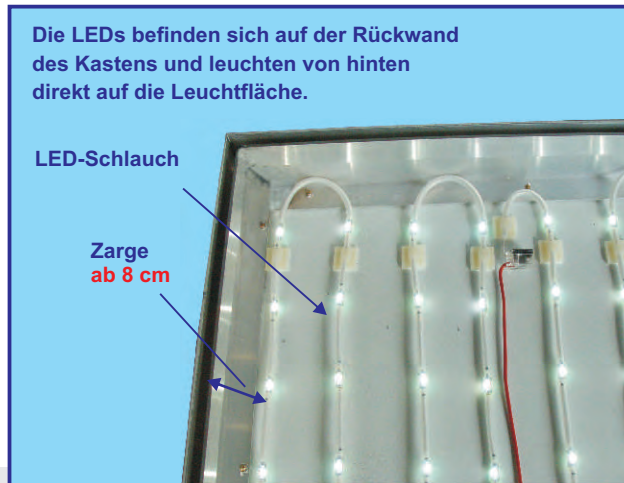 Die LEDs befinden sich auf der Rückwand
des Kastens und leuchten von hinten
direkt auf die Leuchtfläche.
LED-Schlauch
Zarge
ab 8 cm